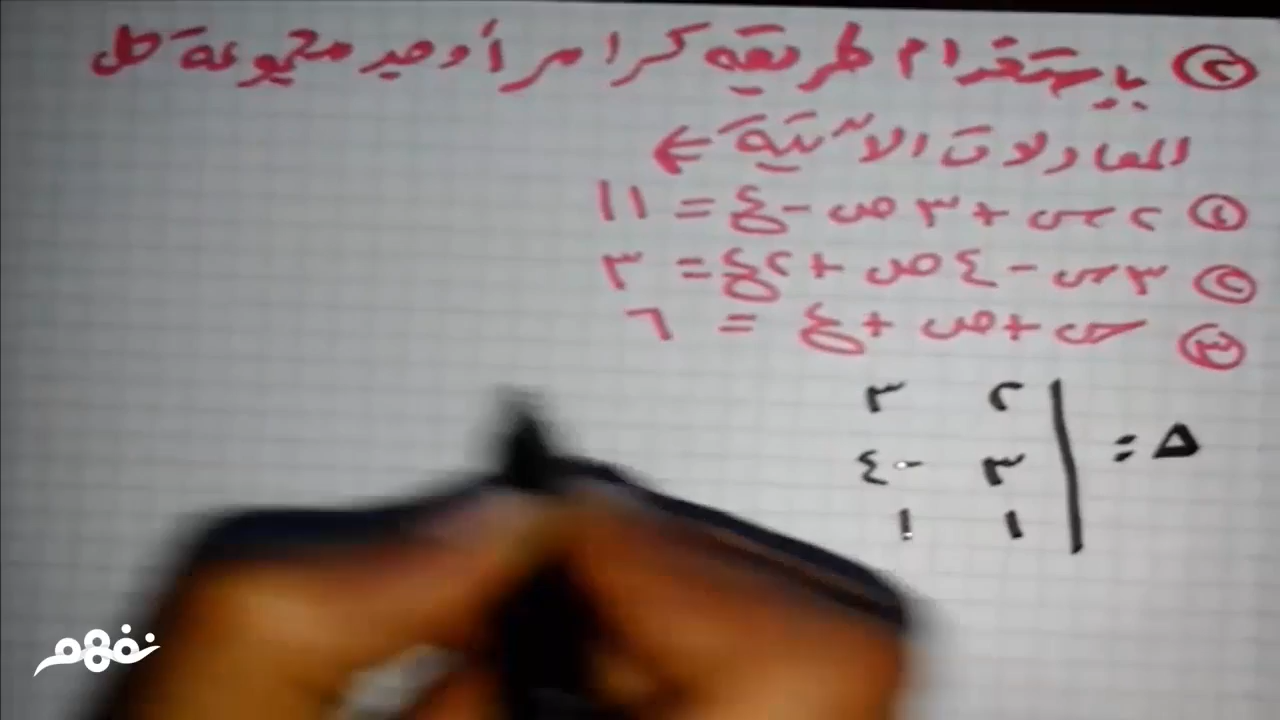 ② باستخدام طريقة كرامر أوجد مجموعة حل
المعادلات الآتية ←
① ٢س + ٣ص - ع = ١١
② ٣س - ٤ص + ٢ع = ٣
③ س + ص + ع = ٦
٢ ٣
Δ = | ٣ -٤
١ ١
نفهم